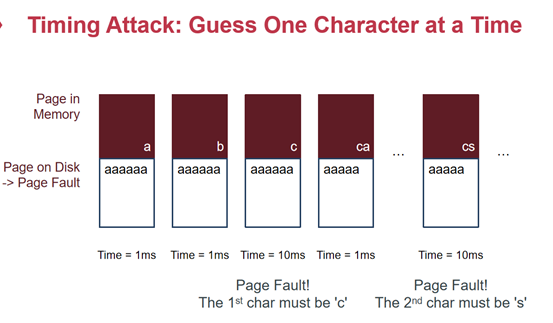 Timing Attack: Guess One Character at a Time
Page in
Memory
a
b
c
ca
cs
...
...
Page on Disk
-> Page Fault
aaaaaa
aaaaaa
aaaaaa
aaaaa
aaaaa
Time = 1ms
Time = 1ms
Time = 10ms
Time = 1ms
Time = 10ms
Page Fault!
The 1st char must be 'c'
Page Fault!
The 2nd char must be 's'